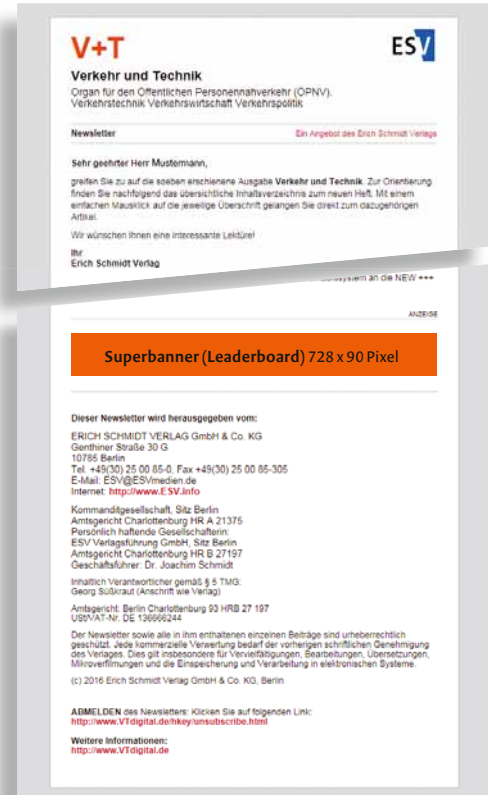 V+T
ESV
Verkehr und Technik
Organ für den Öffentlichen Personennahverkehr (ÖPNV).
Verkehrstechnik Verkehrswirtschaft Verkehrspolitik
Newsletter
Ein Angebot des Erich Schmidt Verlags
Sehr geehrter Herr Mustermann,
greifen Sie zu auf die soeben erschienene Ausgabe Verkehr und Technik. Zur Orientierung
finden Sie nachfolgend das übersichtliche Inhaltsverzeichnis zum neuen Heft. Mit einem
einfachen Mausklick auf die jeweilige Überschrift gelangen Sie direkt zum dazugehörigen
Artikel.
Wir wünschen Ihnen eine interessante Lektüre!
Ihr
Erich Schmidt Verlag
an die NEW +++
ANZEIGE
Superbanner (Leaderboard) 728 x 90 Pixel
Dieser Newsletter wird herausgegeben vom:
ERICH SCHMIDT VERLAG GmbH & Co. KG
Genthiner Straße 30 G
10785 Berlin
Tel. +49(30) 25 00 85-0, Fax +49(30) 25 00 85-305
E-Mail: ESV@ESVmedien.de
Internet: http://www.ESV.info
Kommanditgesellschaft, Sitz Berlin
Amtsgericht Charlottenburg HR A 21375
Persönlich haftende Gesellschafterin:
ESV Verlagsführung GmbH, Sitz Berlin
Amtsgericht Charlottenburg HR B 27197
Geschäftsführer: Dr. Joachim Schmidt
Inhaltlich Verantwortlicher gemäß § 5 TMG:
Georg Süßkraut (Anschrift wie Verlag)
Amtsgericht: Berlin Charlottenburg 93 HRB 27 197
USt/VAT-Nr. DE 136666244
Der Newsletter sowie alle in ihm enthaltenen einzelnen Beiträge sind urheberrechtlich
geschützt. Jede kommerzielle Verwertung bedarf der vorherigen schriftlichen Genehmigung
des Verlages. Dies gilt insbesondere für Vervielfältigungen, Bearbeitungen, Übersetzungen,
Mikroverfilmungen und die Einspeicherung und Verarbeitung in elektronischen Systeme.
(c) 2016 Erich Schmidt Verlag GmbH & Co. KG, Berlin
ABMELDEN des Newsletters: Klicken Sie auf folgenden Link:
http://www.VTdigital.de/hkey/unsubscribe.html
Weitere Informationen:
http://www.VTdigital.de